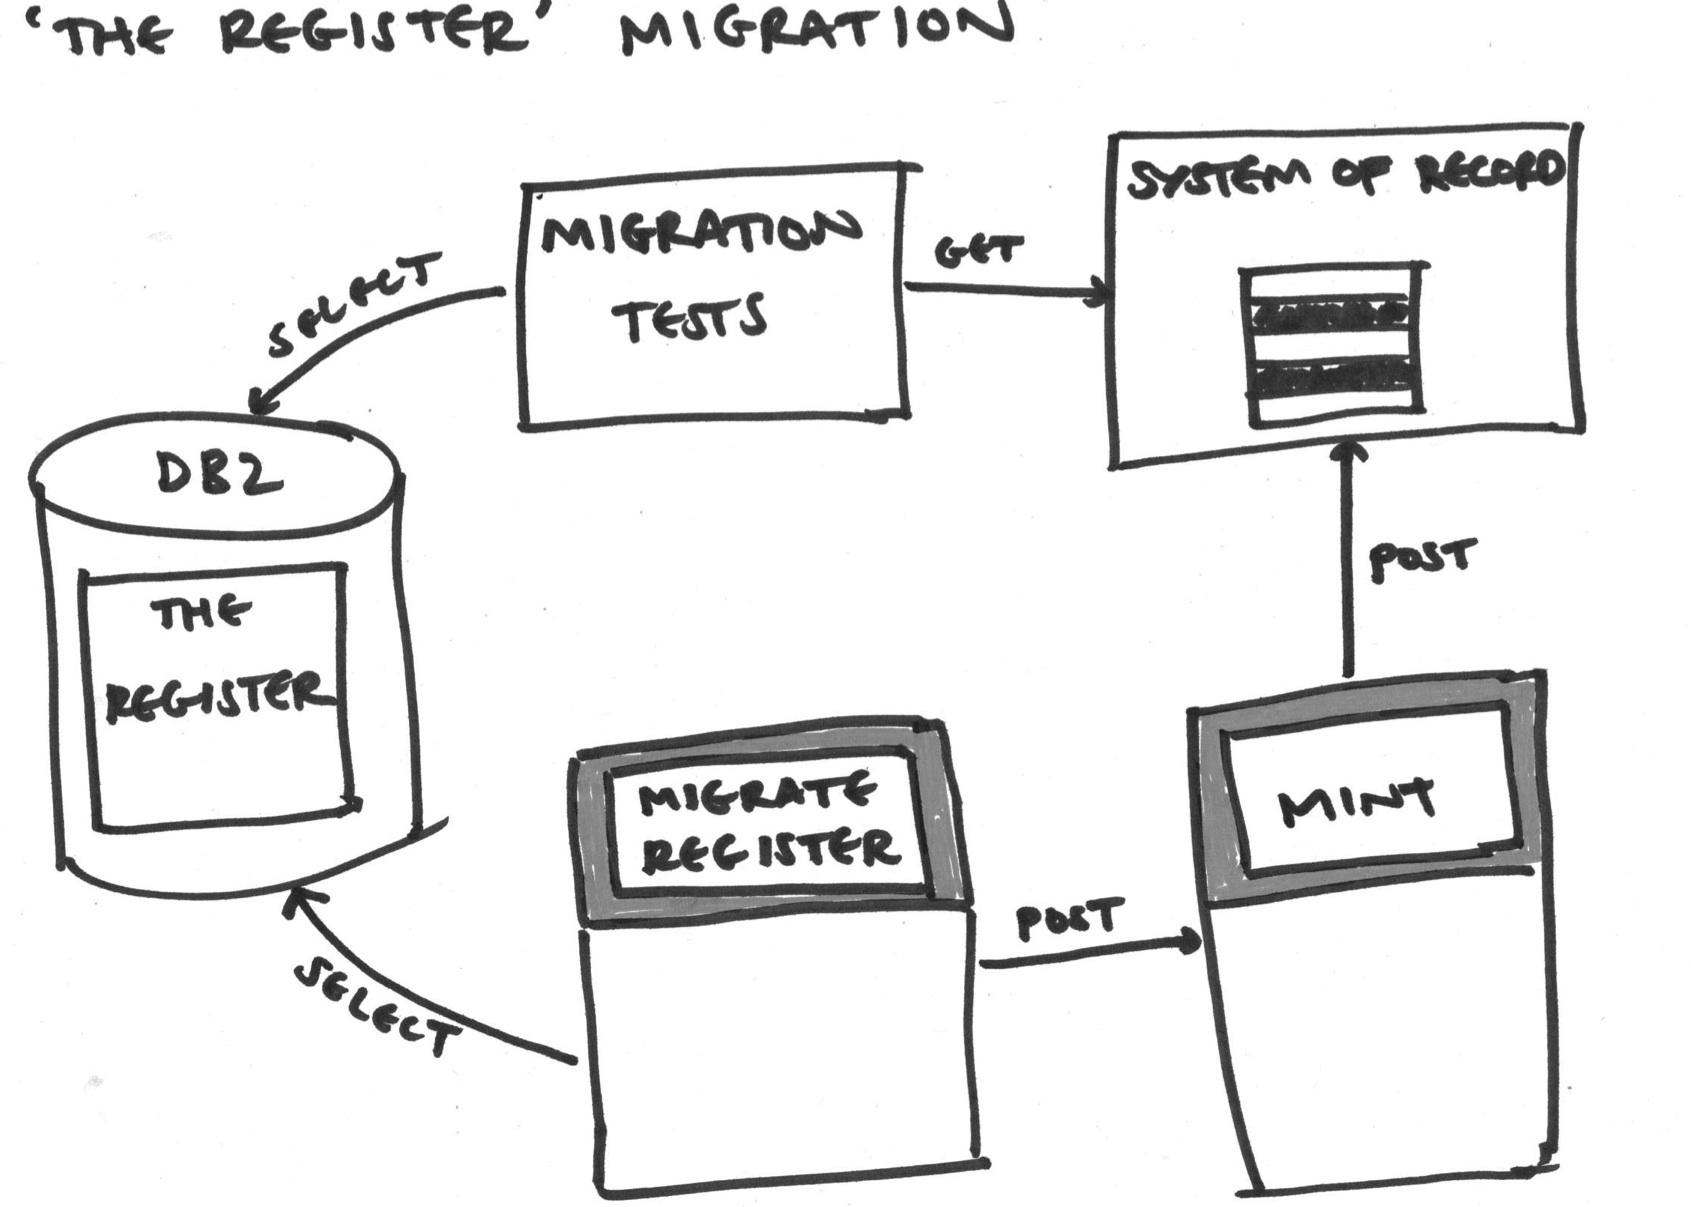 'THE REGISTER' MIGRATION
SYSTEM OF RECORD
MIGRATION
TESTS
GET
SELECT
DB2
THE
REGISTER
POST
MIGRATE
REGISTER
MINT
POST
SELECT